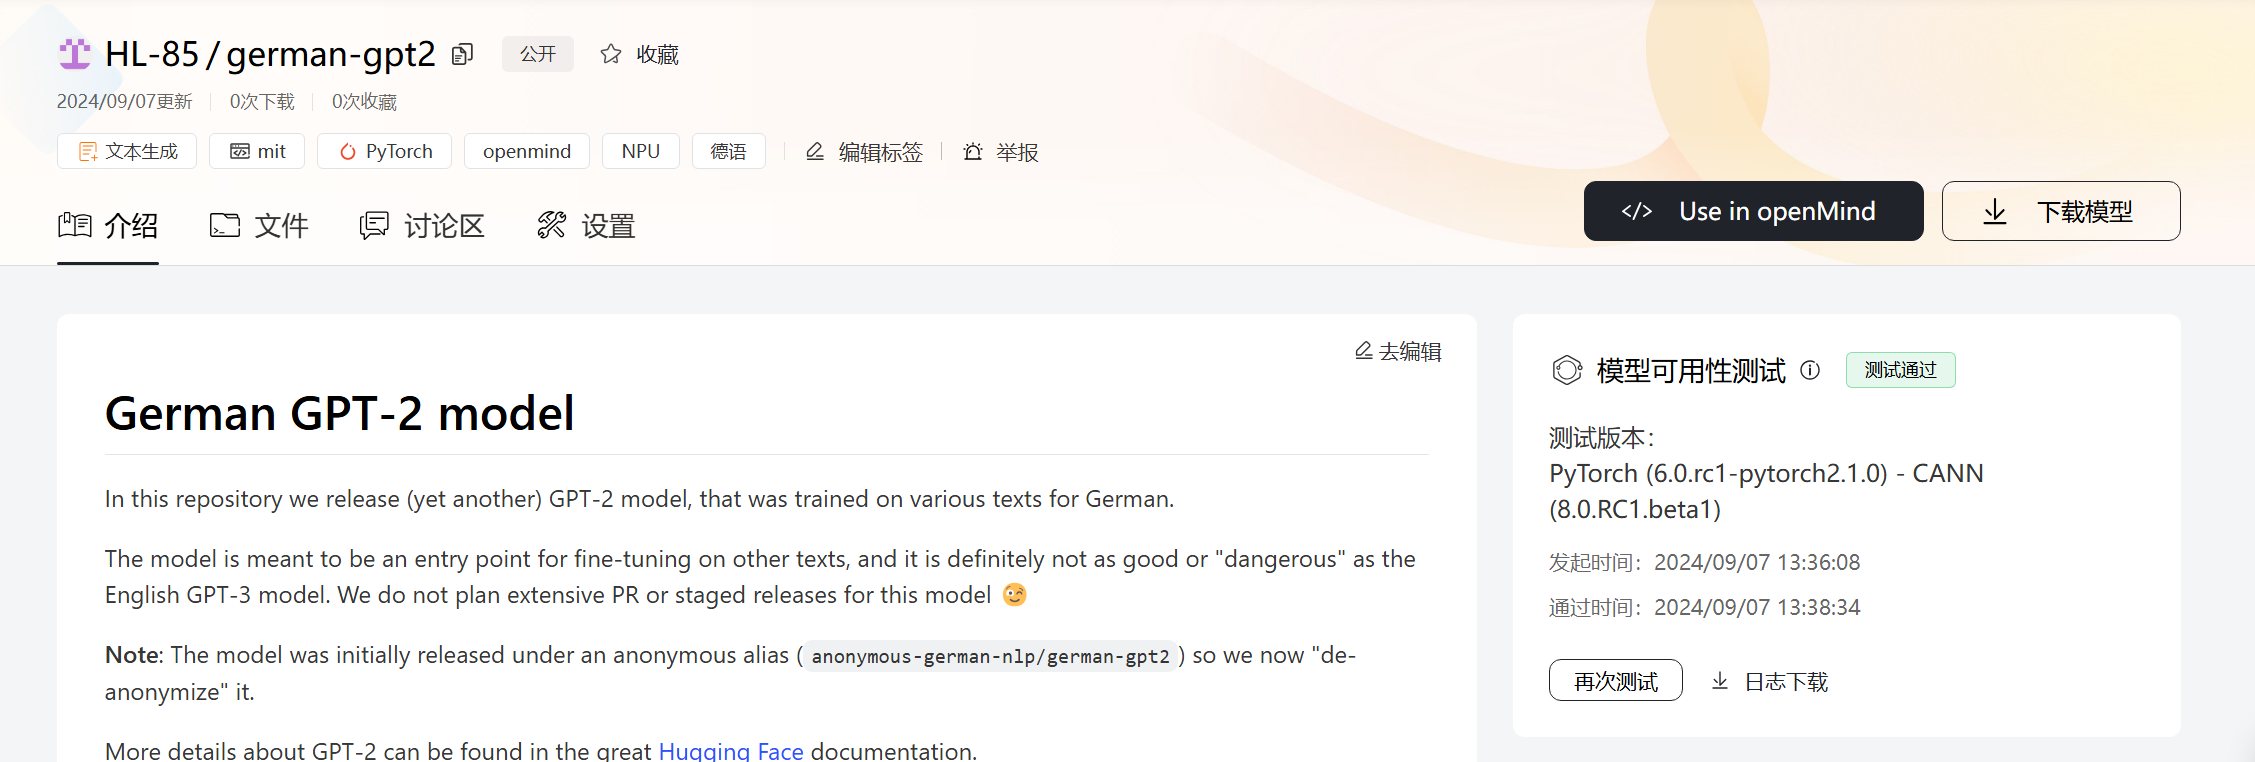 HL-85 / german-gpt2 公开 收藏
2024/09/07更新 0次下载 0次收藏
文本生成 mit PyTorch openmind NPU 德语 编辑标签 举报
介绍 文件 讨论区 设置
</> Use in openMind 下载模型
去编辑
German GPT-2 model
In this repository we release (yet another) GPT-2 model, that was trained on various texts for German.
The model is meant to be an entry point for fine-tuning on other texts, and it is definitely not as good or "dangerous" as the
English GPT-3 model. We do not plan extensive PR or staged releases for this model 😉
Note: The model was initially released under an anonymous alias (anonymous-german-nlp/german-gpt2) so we now "de-
anonymize" it.
More details about GPT-2 can be found in the great Hugging Face documentation.
模型可用性测试 测试通过
测试版本：
PyTorch (6.0.rc1-pytorch2.1.0) - CANN
(8.0.RC1.beta1)
发起时间：2024/09/07 13:36:08
通过时间：2024/09/07 13:38:34
再次测试 日志下载